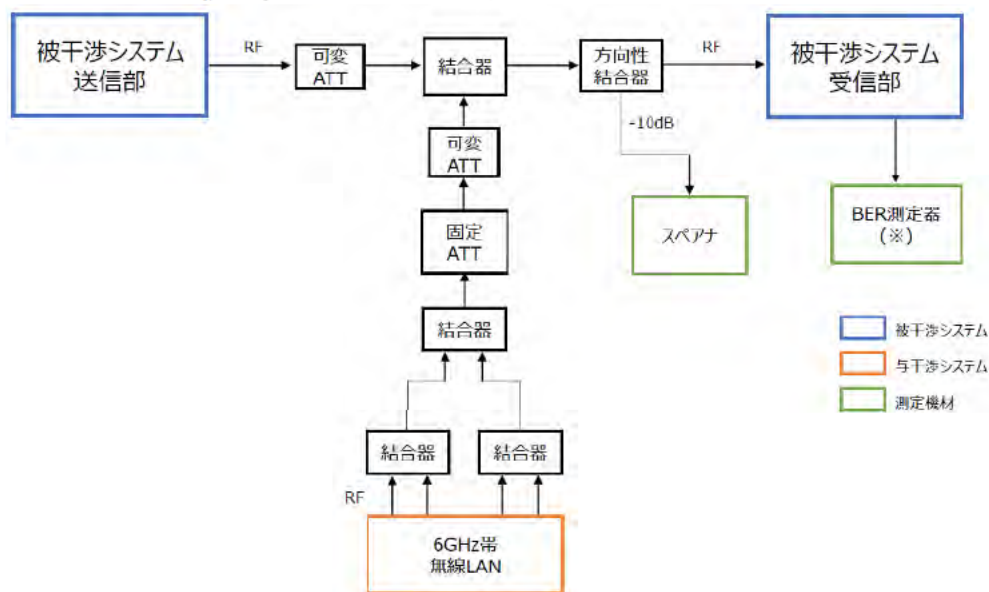 被干渉システム
送信部
RF
可変
ATT
結合器
方向性
結合器
RF
被干渉システム
受信部
-10dB
可変
ATT
固定
ATT
スペアナ
BER測定器
(※)
結合器
被干渉システム
与干渉システム
測定機材
結合器
結合器
RF
6GHz帯
無線LAN